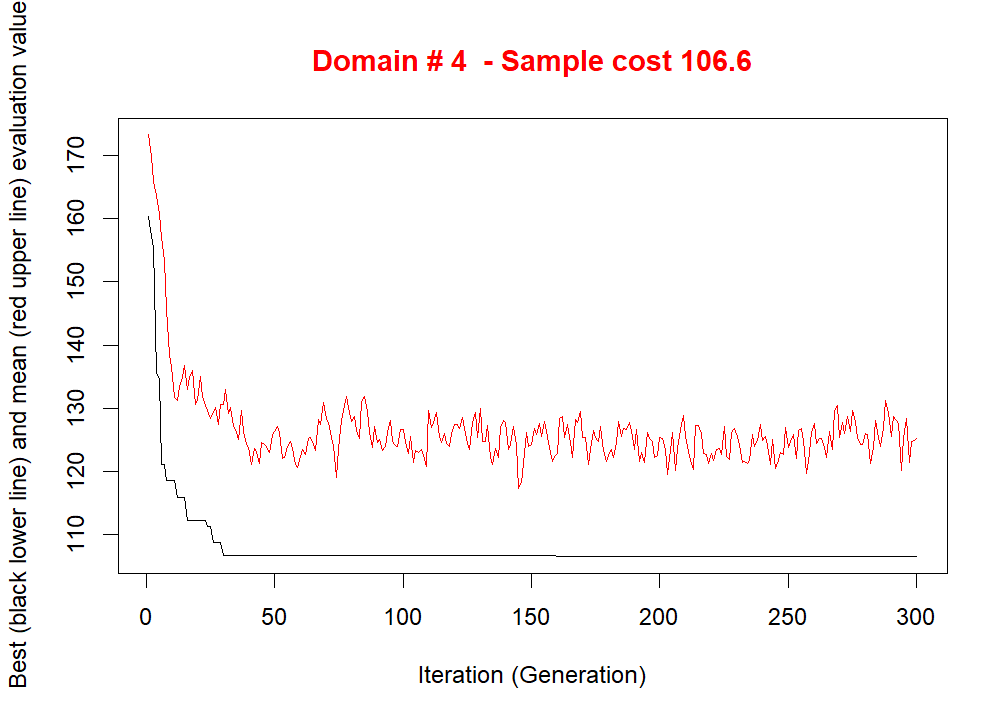 Domain # 4  - Sample cost 106.6
Best (black lower line) and mean (red upper line) evaluation value
170
160
150
140
130
120
110
0 50 100 150 200 250 300
Iteration (Generation)